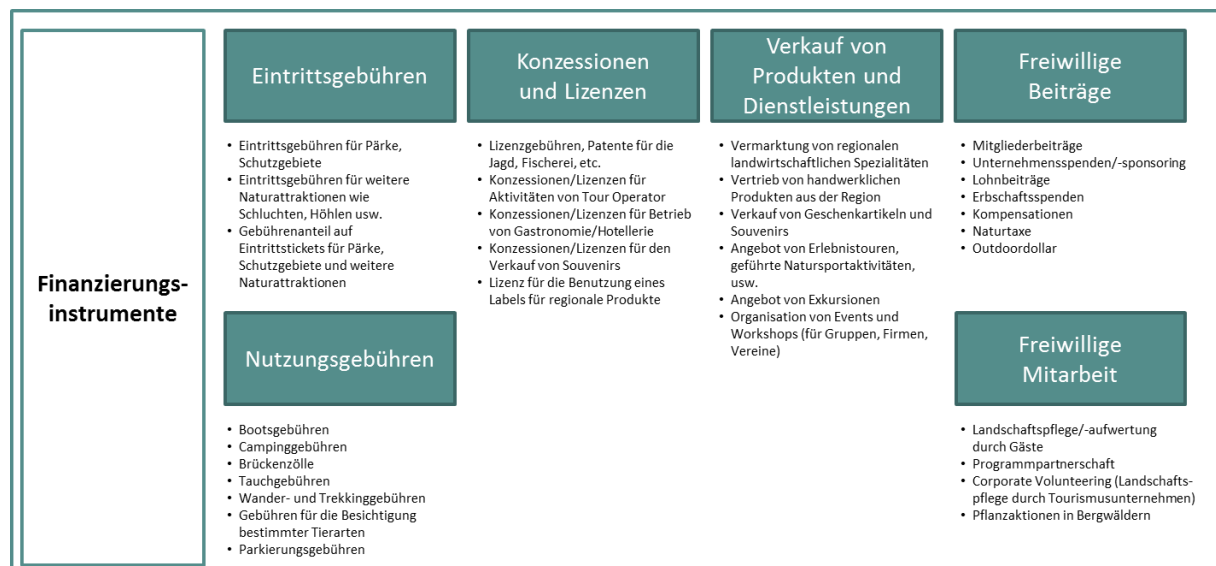 Finanzierungs-
instrumente
Eintrittsgebühren
• Eintrittsgebühren für Pärke,
Schutzgebiete
• Eintrittsgebühren für weitere
Naturattraktionen wie
Schluchten, Höhlen usw.
• Gebührenanteil auf
Eintrittstickets für Pärke,
Schutzgebiete und weitere
Naturattraktionen
Nutzungsgebühren
• Bootsgebühren
• Campinggebühren
• Brückenzölle
• Tauchgebühren
• Wander- und Trekkinggebühren
• Gebühren für die Besichtigung
bestimmter Tierarten
• Parkierungsgebühren
Konzessionen
und Lizenzen
• Lizenzgebühren, Patente für die
Jagd, Fischerei, etc.
• Konzessionen/Lizenzen für
Aktivitäten von Tour Operator
• Konzessionen/Lizenzen für Betrieb
von Gastronomie/Hotellerie
• Konzessionen/Lizenzen für den
Verkauf von Souvenirs
• Lizenz für die Benutzung eines
Labels für regionale Produkte
Verkauf von
Produkten und
Dienstleistungen
• Vermarktung von regionalen
landwirtschaftlichen Spezialitäten
• Vertrieb von handwerklichen
Produkten aus der Region
• Verkauf von Geschenkartikeln und
Souvenirs
• Angebot von Erlebnistouren,
geführte Natursportaktivitäten,
usw.
• Angebot von Exkursionen
• Organisation von Events und
Workshops (für Gruppen, Firmen,
Vereine)
Freiwillige
Beiträge
• Mitgliederbeiträge
• Unternehmensspenden/-sponsoring
• Lohnbeiträge
• Erbschaftsspenden
• Kompensationen
• Naturtaxe
• Outdoordollar
Freiwillige
Mitarbeit
• Landschaftspflege/-aufwertung
durch Gäste
• Programmpartnerschaft
• Corporate Volunteering (Landschafts-
pflege durch Tourismusunternehmen)
• Pflanzaktionen in Bergwäldern